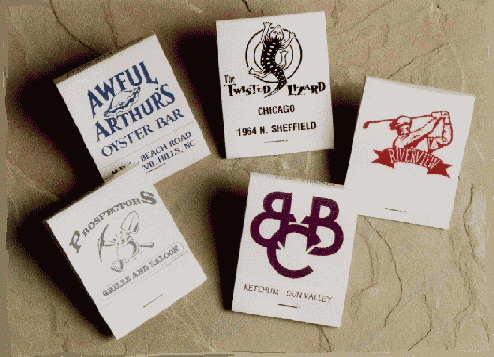 AWFUL
ARTHUR'S
OYSTER BAR
BEACH ROAD
HILLS, NC
The
TWISTED LIZARD
CHICAGO
1964 N. SHEFFIELD
RIVERVIEW
PROSPECTORS
GRILLE AND SALOON
BCB
KETCHUM SUN VALLEY